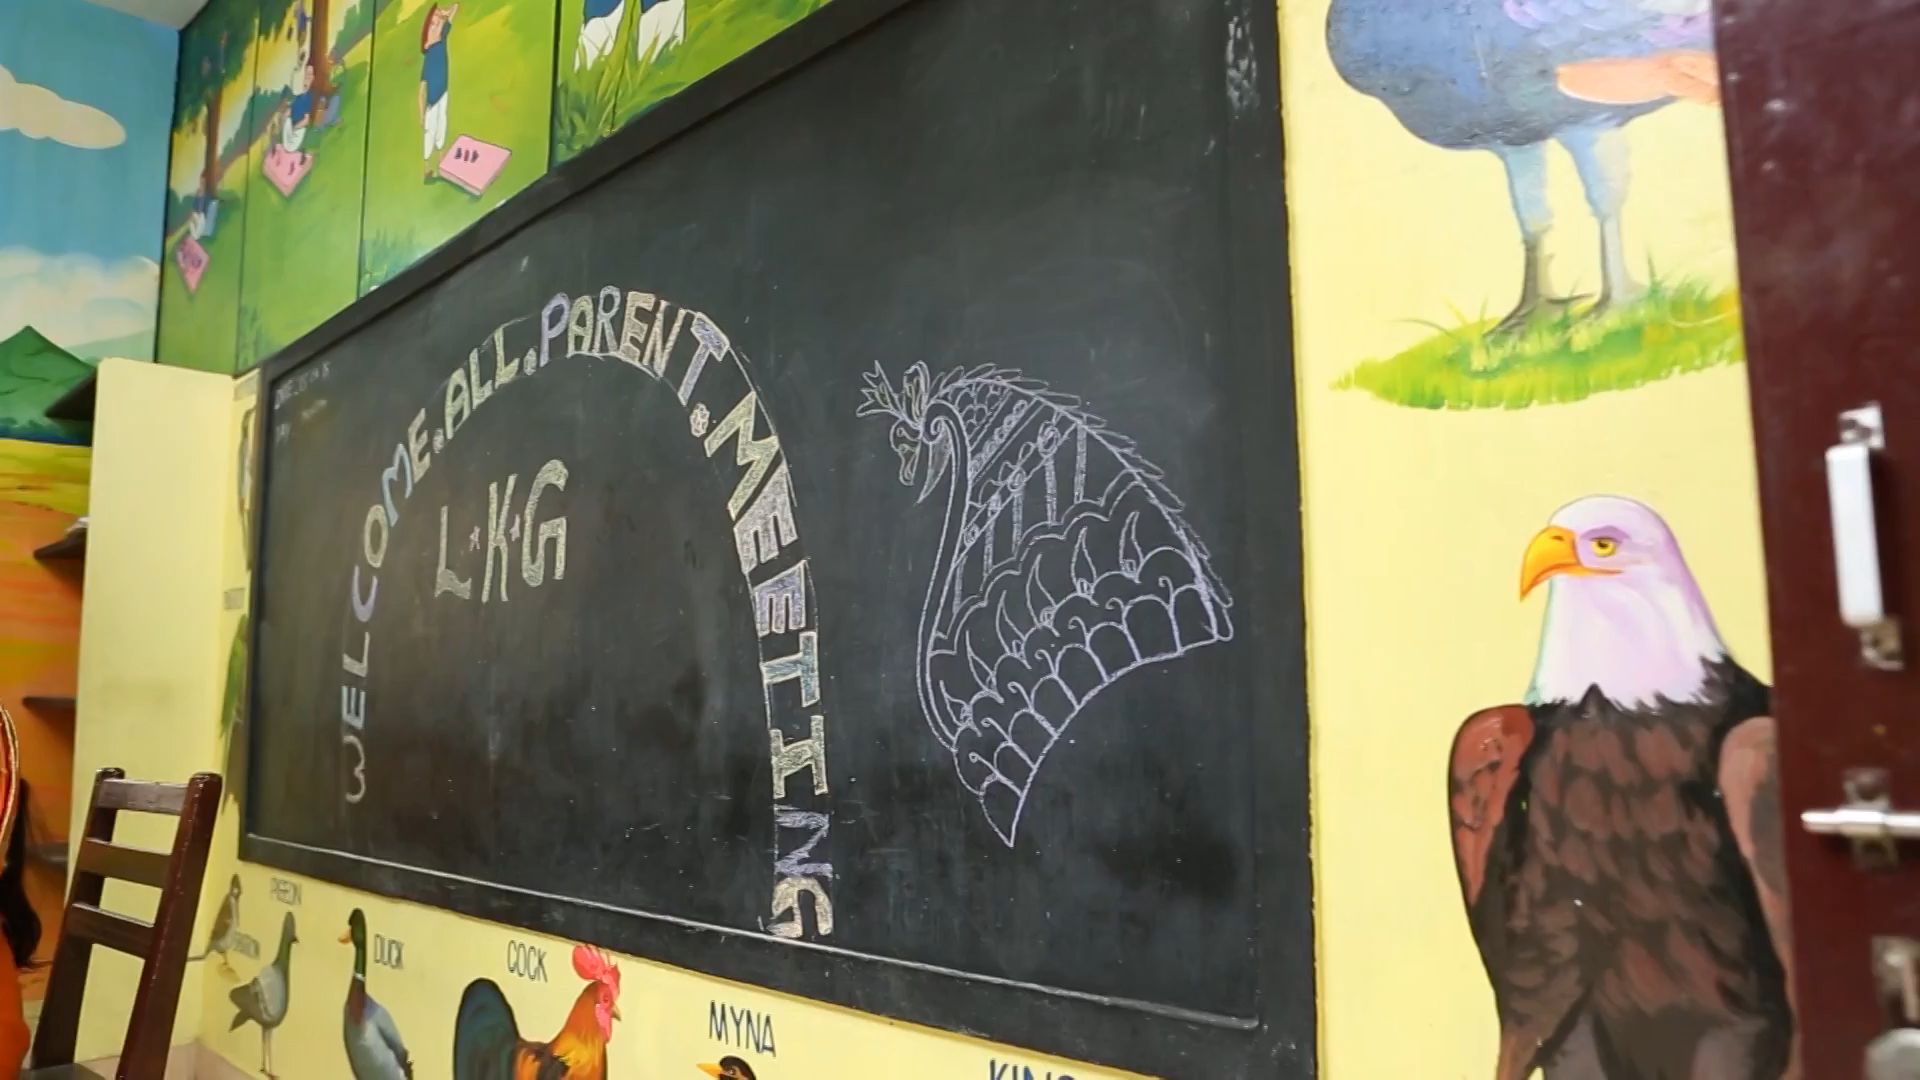 WELCOME.ALL.PARENT.MEETING
L*K*G
PIGEON
DUCK
COCK
MYNA